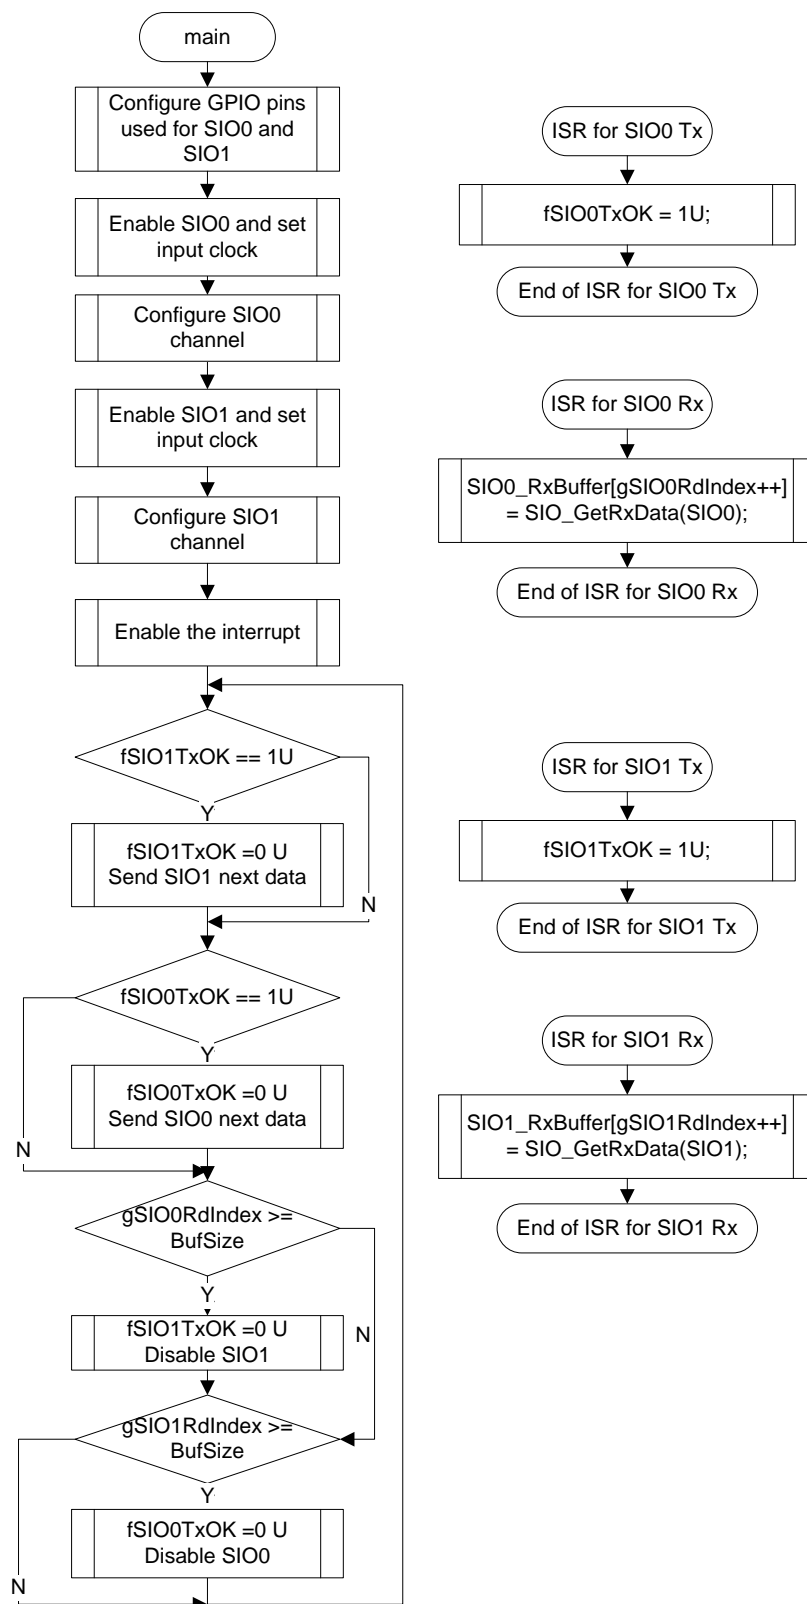 main
Configure GPIO pins
used for SIO0 and
SIO1
Enable SIO0 and set
input clock
Configure SIO0
channel
Enable SIO1 and set
input clock
Configure SIO1
channel
Enable the interrupt
fSIO1TxOK == 1U
Y
fSIO1TxOK =0 U
Send SIO1 next data
N
fSIO0TxOK == 1U
Y
fSIO0TxOK =0 U
Send SIO0 next data
N
gSIO0RdIndex >=
BufSize
Y
fSIO1TxOK =0 U
Disable SIO1
N
gSIO1RdIndex >=
BufSize
Y
fSIO0TxOK =0 U
Disable SIO0
N
ISR for SIO0 Tx
fSIO0TxOK = 1U;
End of ISR for SIO0 Tx
ISR for SIO0 Rx
SIO0_RxBuffer[gSIO0RdIndex++]
= SIO_GetRxData(SIO0);
End of ISR for SIO0 Rx
ISR for SIO1 Tx
fSIO1TxOK = 1U;
End of ISR for SIO1 Tx
ISR for SIO1 Rx
SIO1_RxBuffer[gSIO1RdIndex++]
= SIO_GetRxData(SIO1);
End of ISR for SIO1 Rx